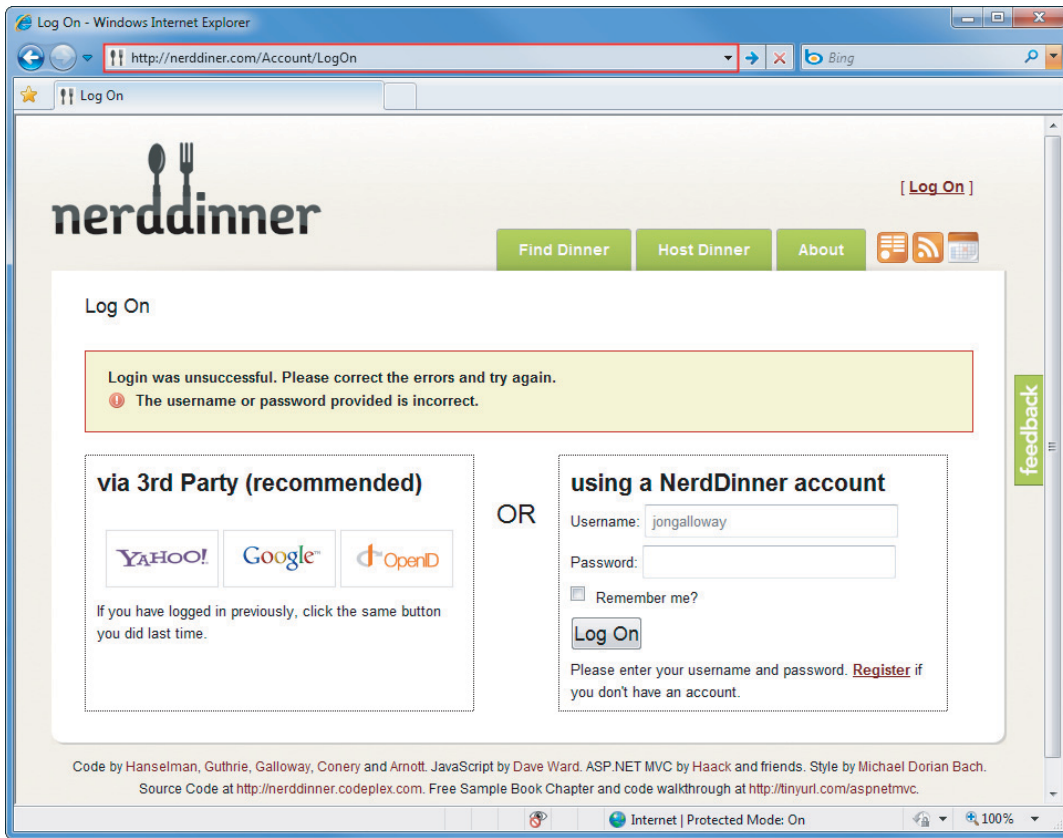 Log On - Windows Internet Explorer
http://nerddiner.com/Account/LogOn
Bing
Log On
nerddinner
[ Log On ]
Find Dinner
Host Dinner
About
Log On
Login was unsuccessful. Please correct the errors and try again.
The username or password provided is incorrect.
feedback
via 3rd Party (recommended)
YAHOO!
Google™
OpenID
If you have logged in previously, click the same button
you did last time.
OR
using a NerdDinner account
Username: jongalloway
Password:
Remember me?
Log On
Please enter your username and password. Register if
you don't have an account.
Code by Hanselman, Guthrie, Galloway, Conery and Arnott. JavaScript by Dave Ward. ASP.NET MVC by Haack and friends. Style by Michael Dorian Bach.
Source Code at http://nerddinner.codeplex.com. Free Sample Book Chapter and code walkthrough at http://tinyurl.com/aspnetmvc.
Internet | Protected Mode: On
100%